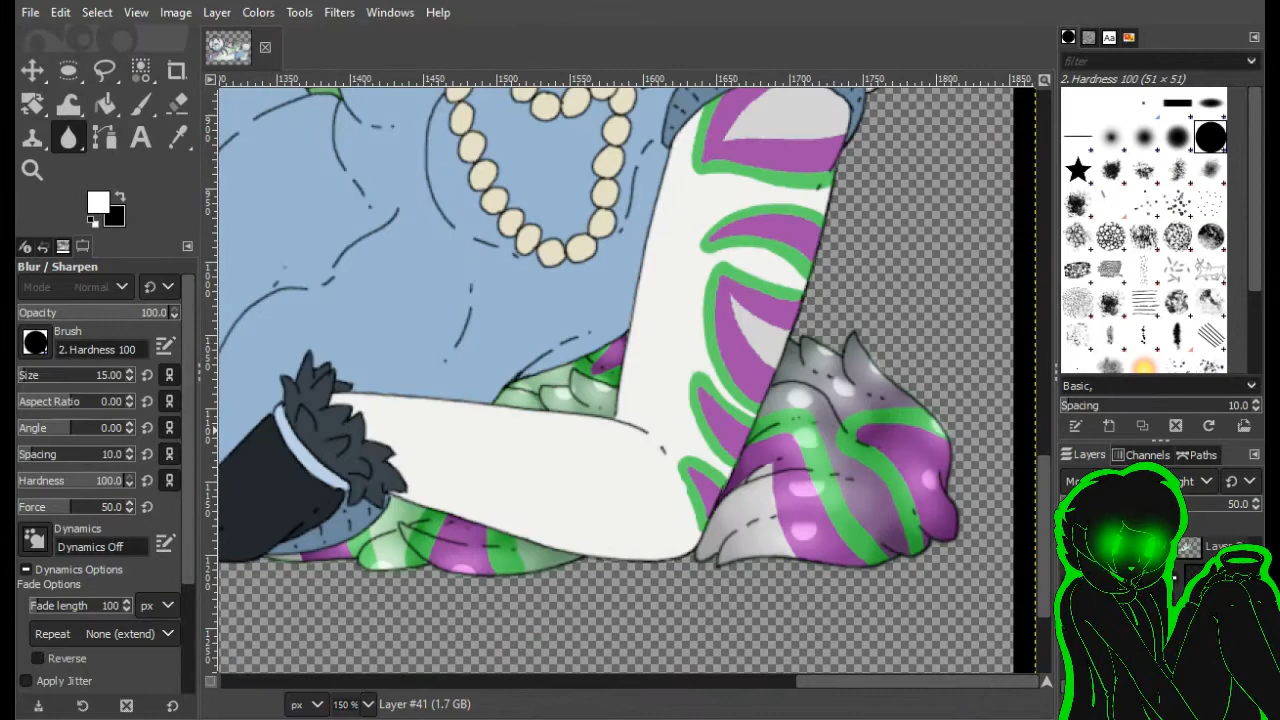 File Edit Select View Image Layer Colors Tools Filters Windows Help
Blur / Sharpen
Mode Normal
Opacity 100.0
Brush
2. Hardness 100
Size 15.00
Aspect Ratio 0.00
Angle 0.00
Spacing 10.0
Hardness 100.0
Force 50.0
Dynamics
Dynamics Off
Dynamics Options
Fade Options
Fade length 100 px
Repeat None (extend)
Reverse
Apply Jitter
1350 1400 1450 1500 1550 1600 1650 1700 1750 1800 1850
px 150 % Layer #41 (1.7 GB)
Aa
filter
2. Hardness 100 (51 × 51)
Basic,
Spacing 10.0
Layers Channels Paths
50.0